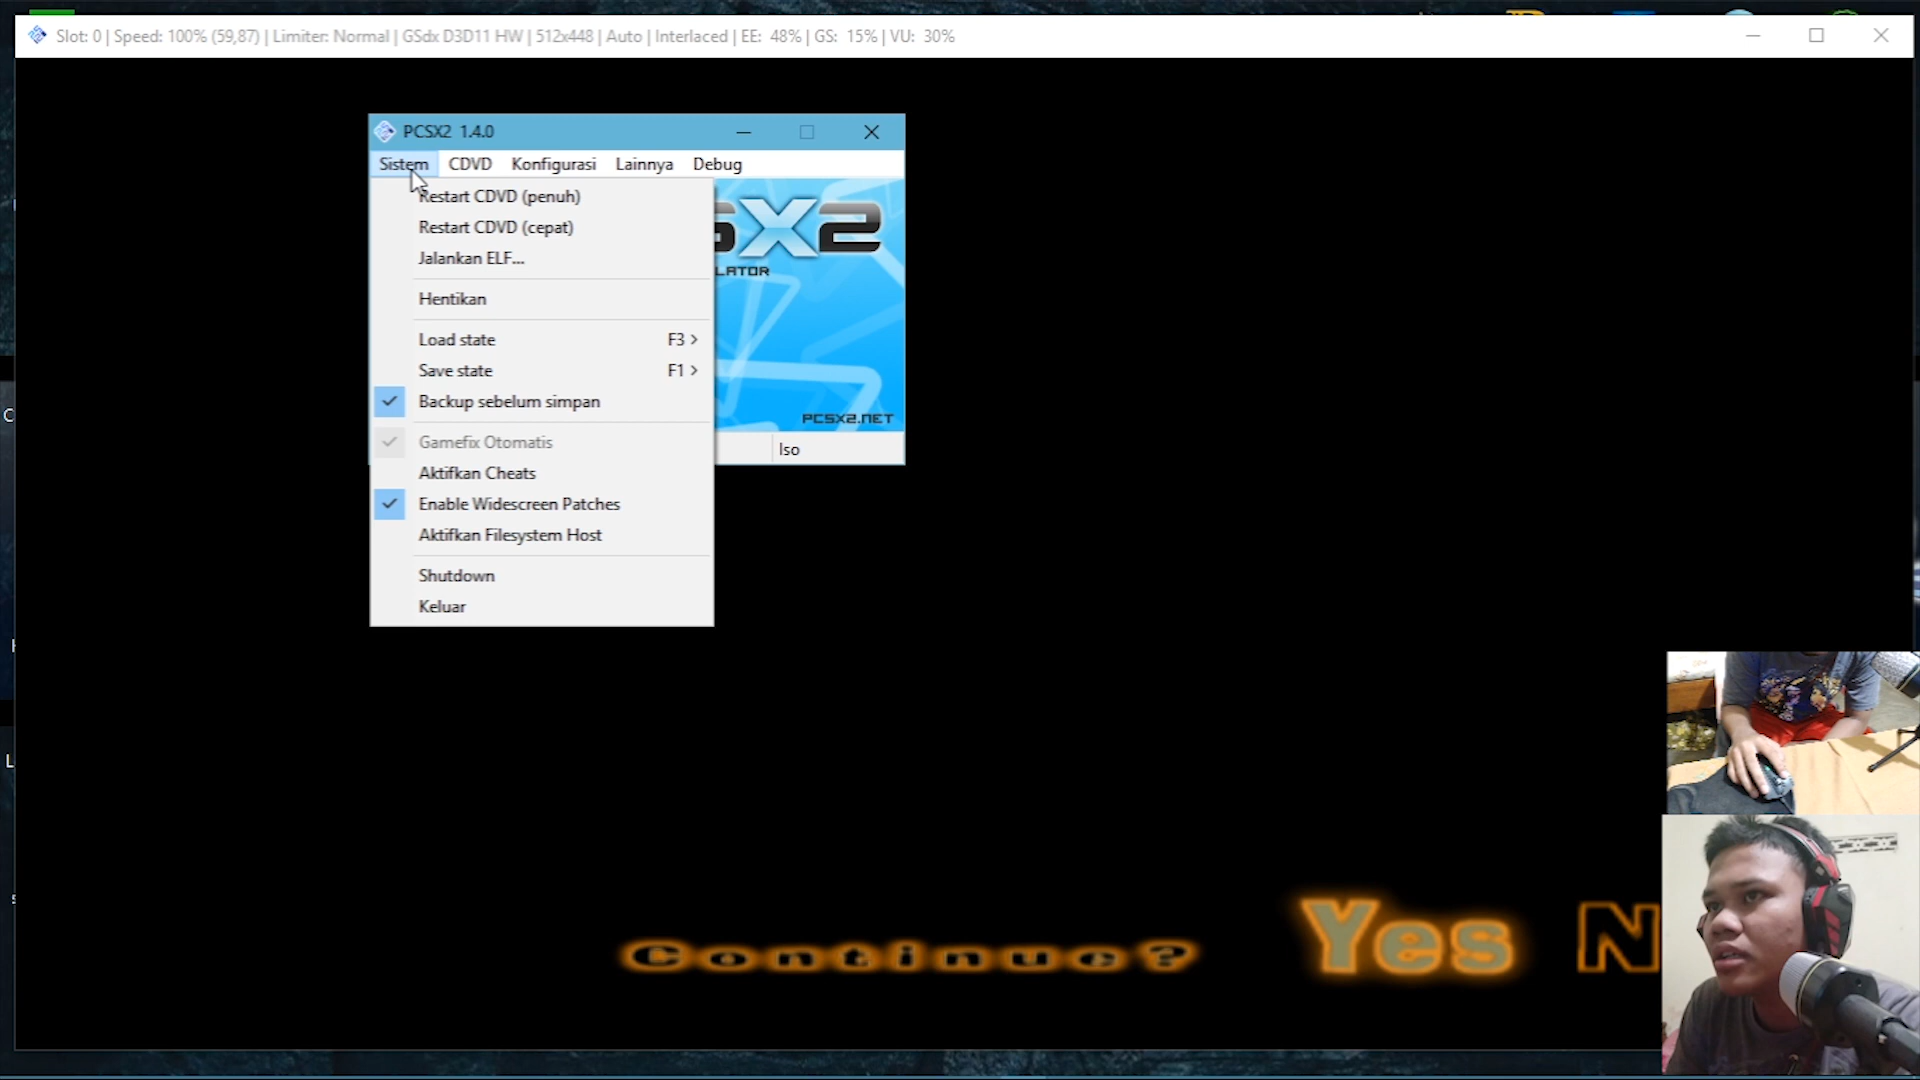 Slot: 0 | Speed: 100% (59,87) | Limiter: Normal | GSdx D3D11 HW | 512x448 | Auto | Interlaced | EE: 48% | GS: 15% | VU: 30%
PCSX2 1.4.0
Sistem CDVD Konfigurasi Lainnya Debug
Restart CDVD (penuh)
Restart CDVD (cepat)
Jalankan ELF...
Hentikan
Load state F3 >
Save state F1 >
Backup sebelum simpan
Gamefix Otomatis
Aktifkan Cheats
Enable Widescreen Patches
Aktifkan Filesystem Host
Shutdown
Keluar
SX2
LATOR
PCSX2.NET
Iso
Continue? Yes N